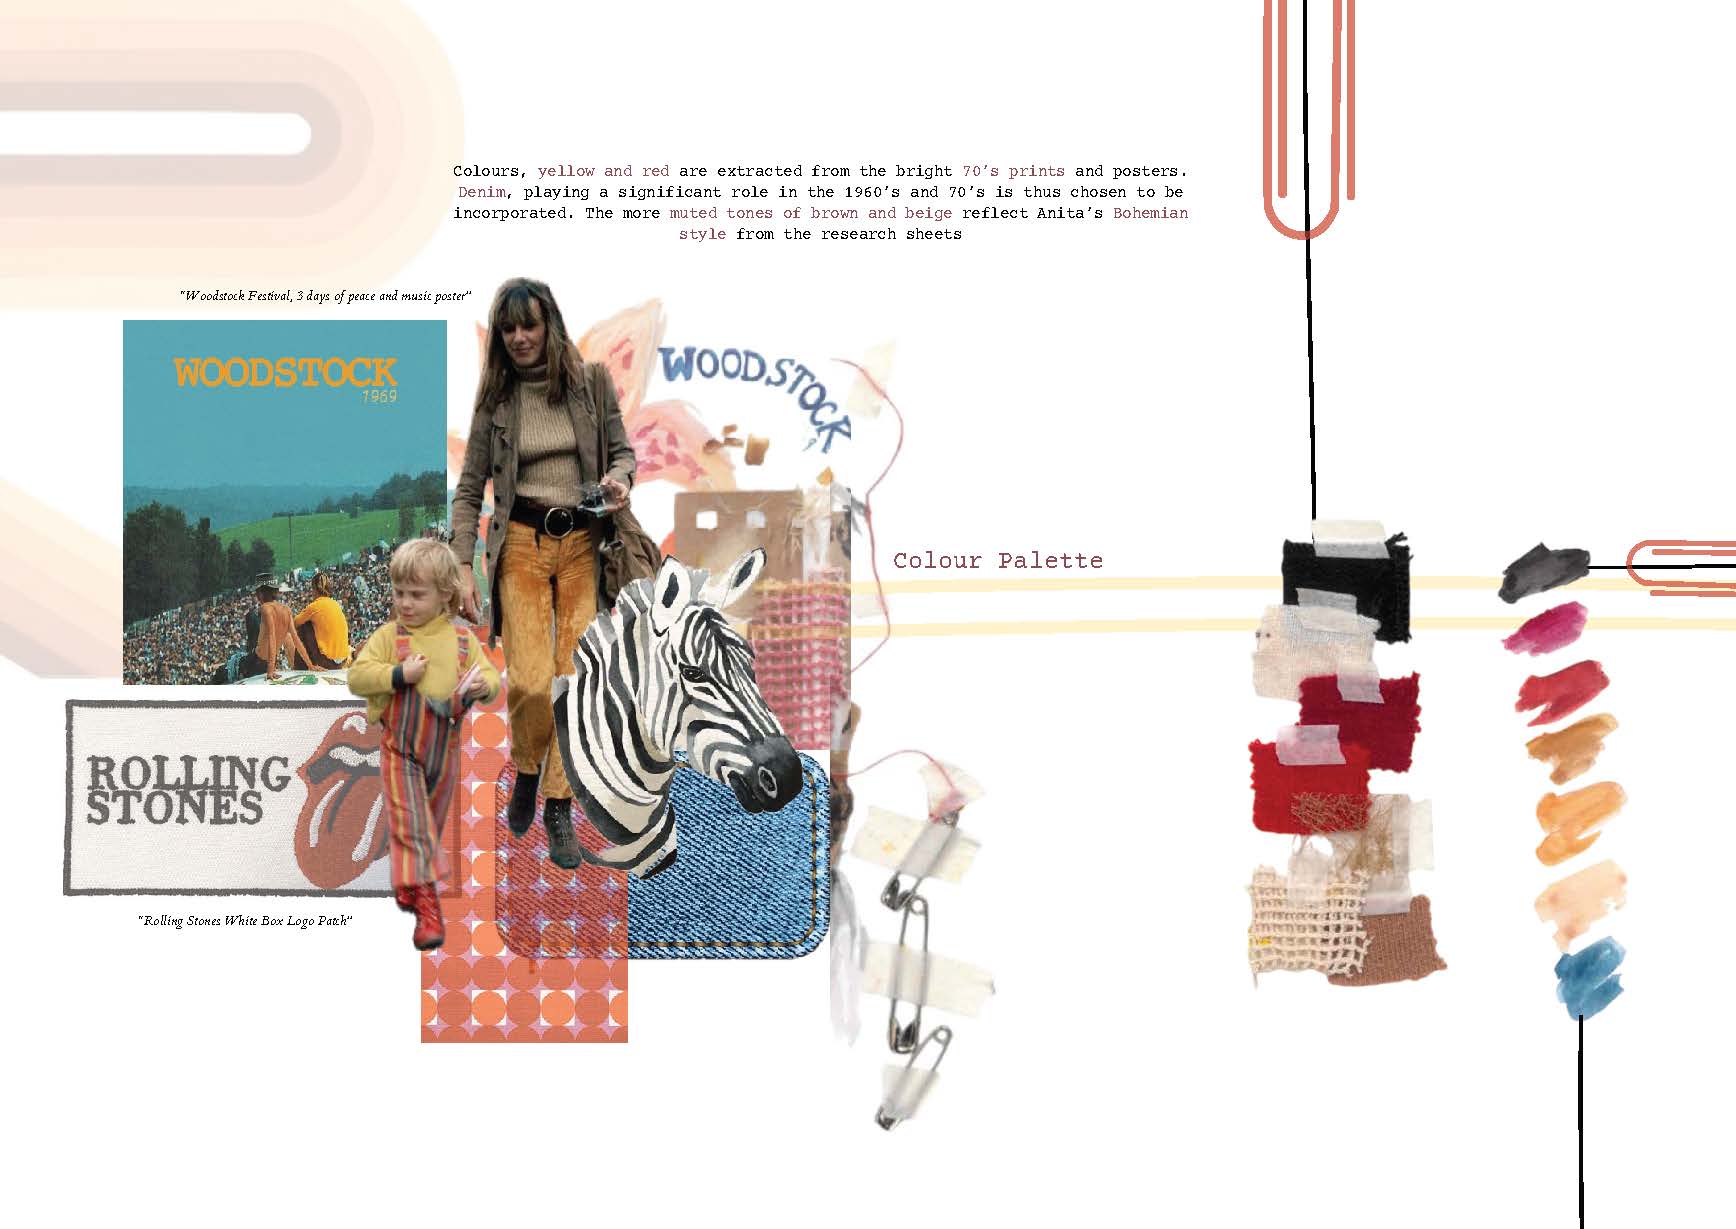 Colours, yellow and red are extracted from the bright 70's prints and posters.
Denim, playing a significant role in the 1960's and 70's is thus chosen to be
incorporated. The more muted tones of brown and beige reflect Anita's Bohemian
style from the research sheets
"Woodstock Festival, 3 days of peace and music poster"
WOODSTOCK
1969
WOODSTOCK
Colour Palette
ROLLING
STONES
"Rolling Stones White Box Logo Patch"